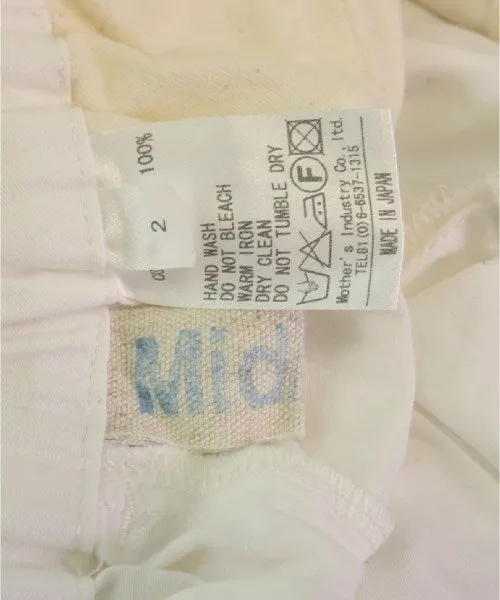 100%
2
HAND WASH
DO NOT BLEACH
WARM IRON
DRY CLEAN
DO NOT TUMBLE DRY
F
Mother's Industry Co., ltd.
TEL81(0)6-6537-1315
MADE IN JAPAN
Mid